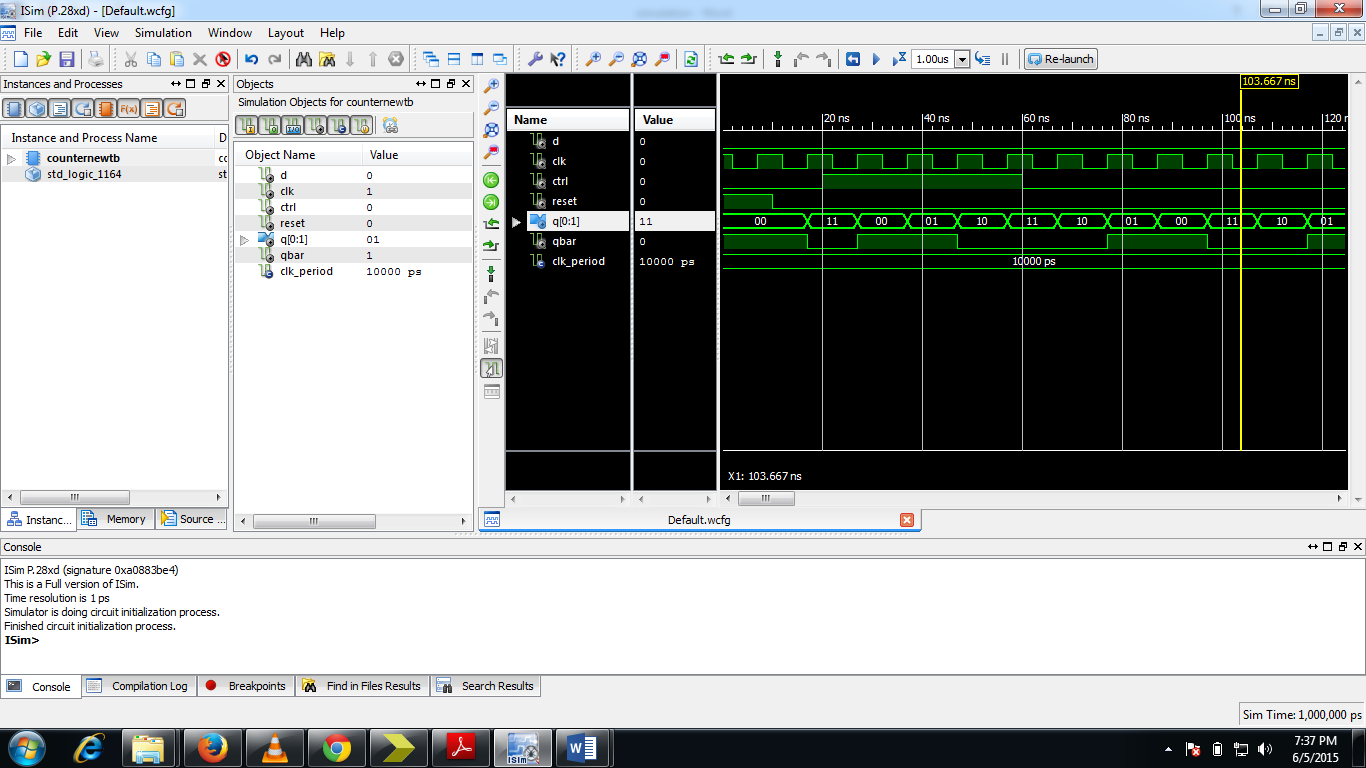 ISim (P.28xd) - [Default.wcfg]
File Edit View Simulation Window Layout Help
1.00us Re-launch
Instances and Processes
Instance and Process Name D
counternewtb cc
std_logic_1164 st
Instanc... Memory Source ...
Objects
Simulation Objects for counternewtb
Object Name Value
d 0
clk 1
ctrl 0
reset 0
q[0:1] 01
qbar 1
clk_period 10000 ps
Name Value
d 0
clk 0
ctrl 0
reset 0
q[0:1] 11
qbar 0
clk_period 10000 ps
103.667 ns
20 ns 40 ns 60 ns 80 ns 100 ns 120 n
00 11 00 01 10 11 10 01 00 11 10 01
10000 ps
X1: 103.667 ns
Default.wcfg
Console
ISim P.28xd (signature 0xa0883be4)
This is a Full version of ISim.
Time resolution is 1 ps
Simulator is doing circuit initialization process.
Finished circuit initialization process.
ISim>
Console Compilation Log Breakpoints Find in Files Results Search Results
Sim Time: 1,000,000 ps
7:37 PM
6/5/2015